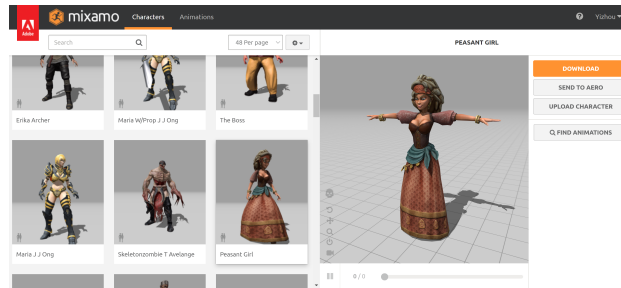 Adobe
mixamo
Characters
Animations
Yizhou
Search
48 Per page
PEASANT GIRL
DOWNLOAD
SEND TO AERO
UPLOAD CHARACTER
FIND ANIMATIONS
Erika Archer
Maria W/Prop J J Ong
The Boss
Maria J J Ong
Skeletonzombie T Avelange
Peasant Girl
0 / 0